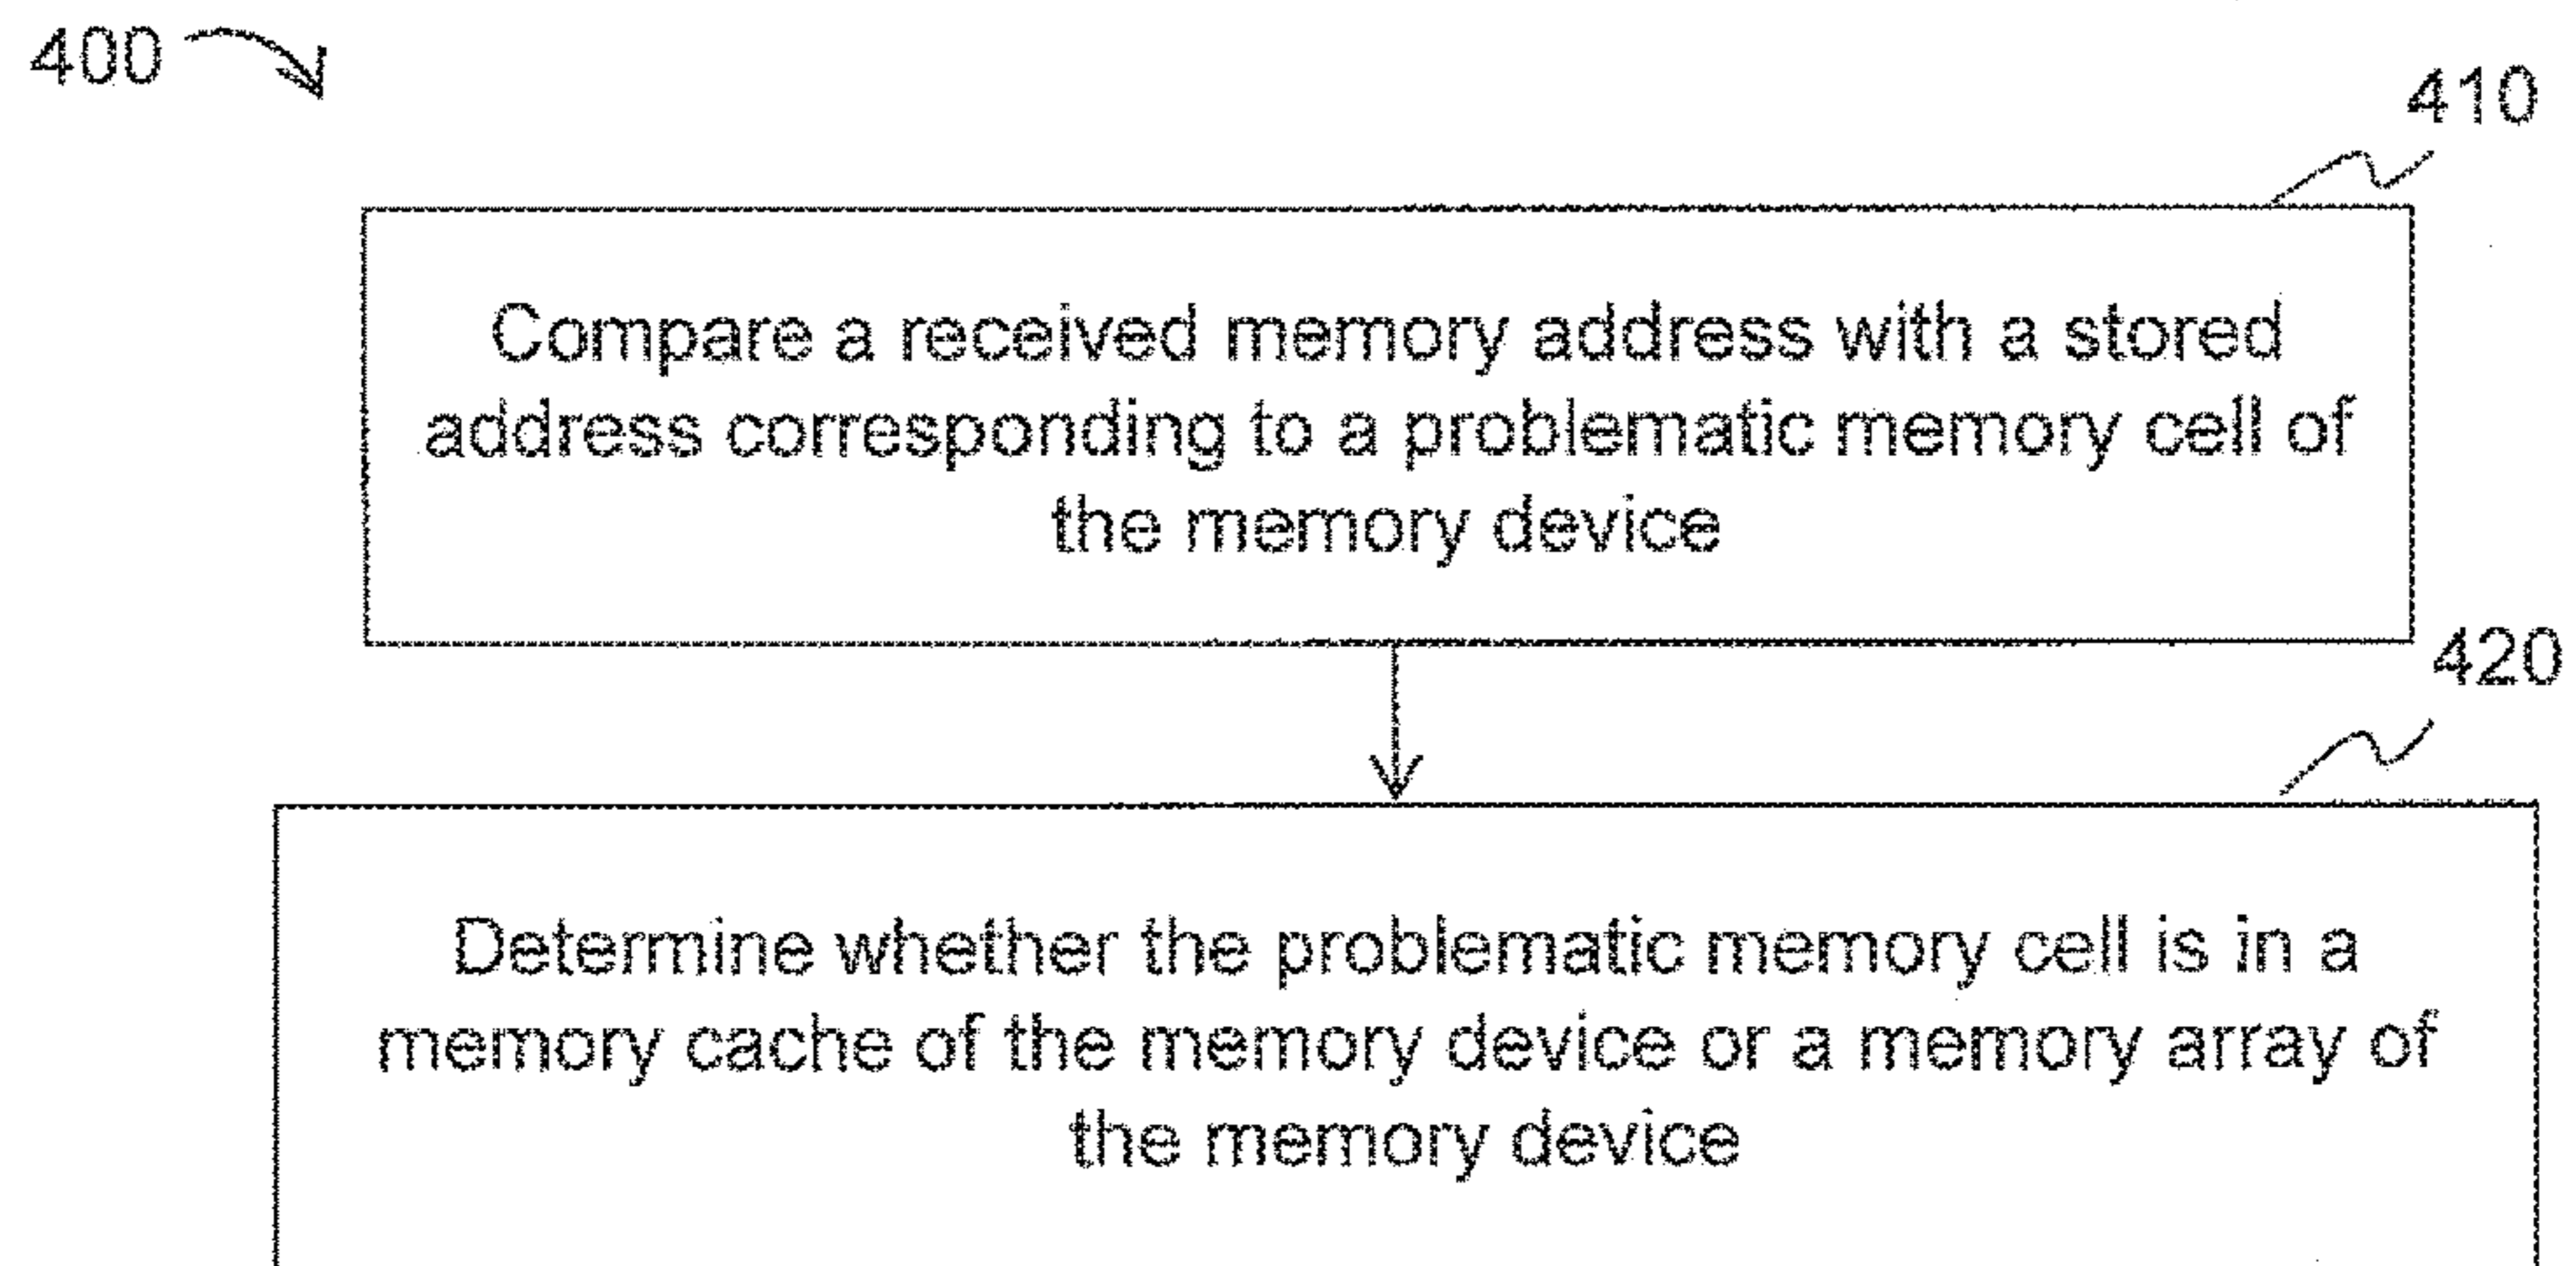 400
410
Compare a received memory address with a stored
address corresponding to a problematic memory cell of
the memory device
420
Determine whether the problematic memory cell is in a
memory cache of the memory device or a memory array of
the memory device